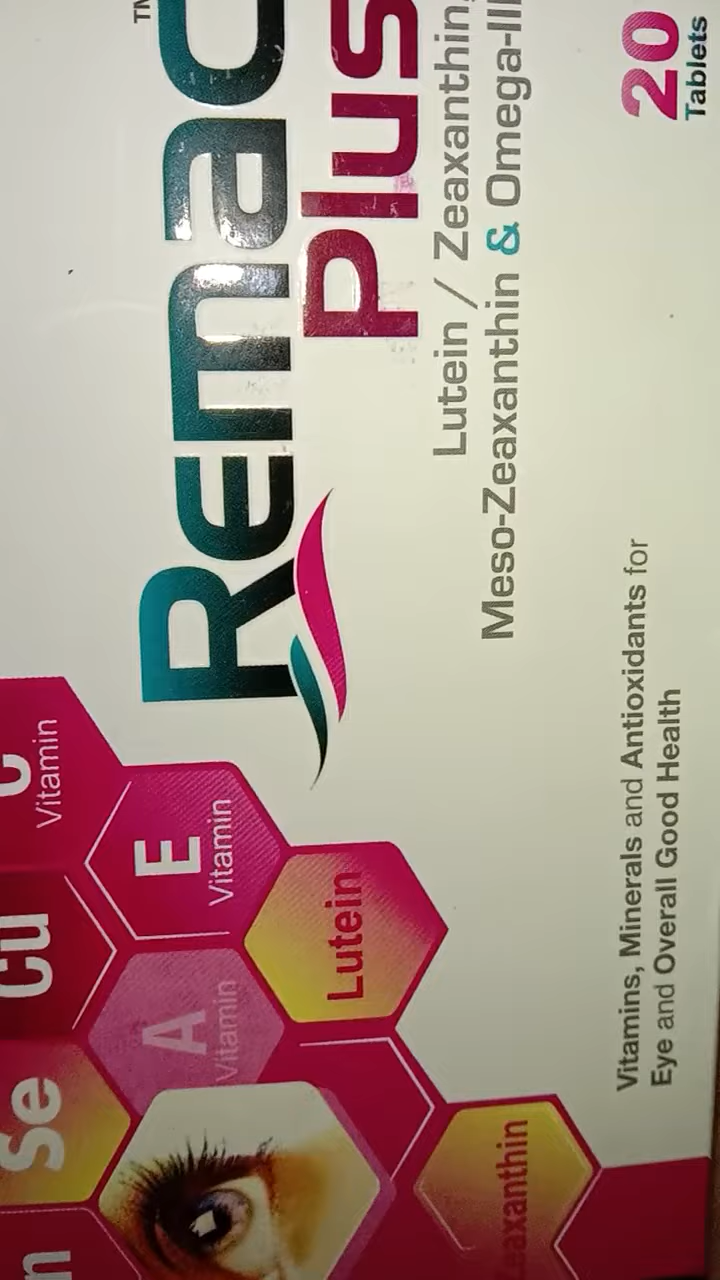 Remac
TM
Plus
Lutein / Zeaxanthin,
Meso-Zeaxanthin & Omega-III
20
Tablets
Vitamins, Minerals and Antioxidants for
Eye and Overall Good Health
C
Vitamin
E
Vitamin
Cu
A
Vitamin
Lutein
Se